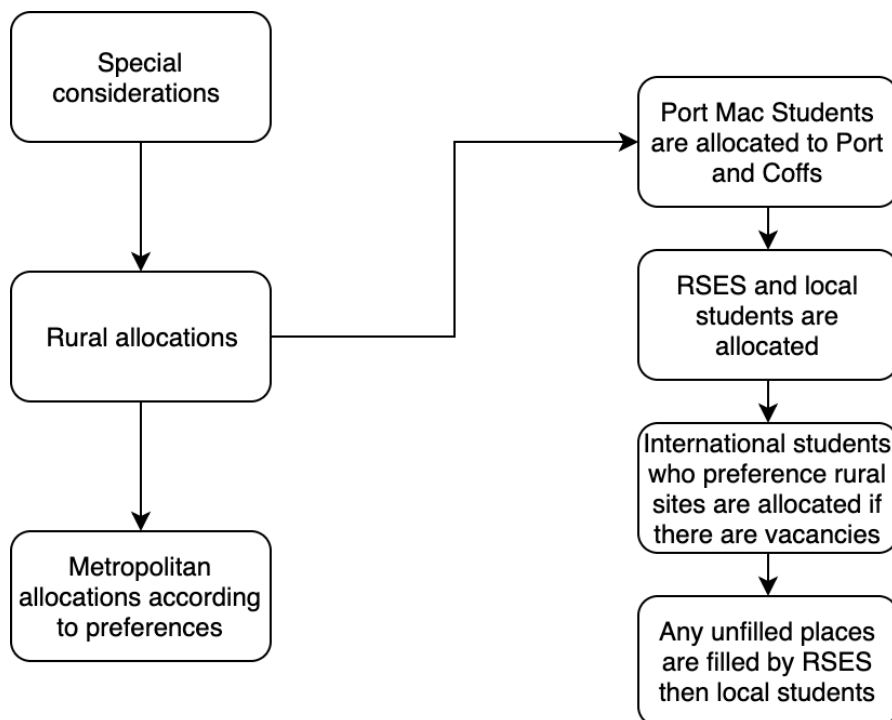 Special
considerations
Rural allocations
Metropolitan
allocations according
to preferences
Port Mac Students
are allocated to Port
and Coffs
RSES and local
students are
allocated
International students
who preference rural
sites are allocated if
there are vacancies
Any unfilled places
are filled by RSES
then local students